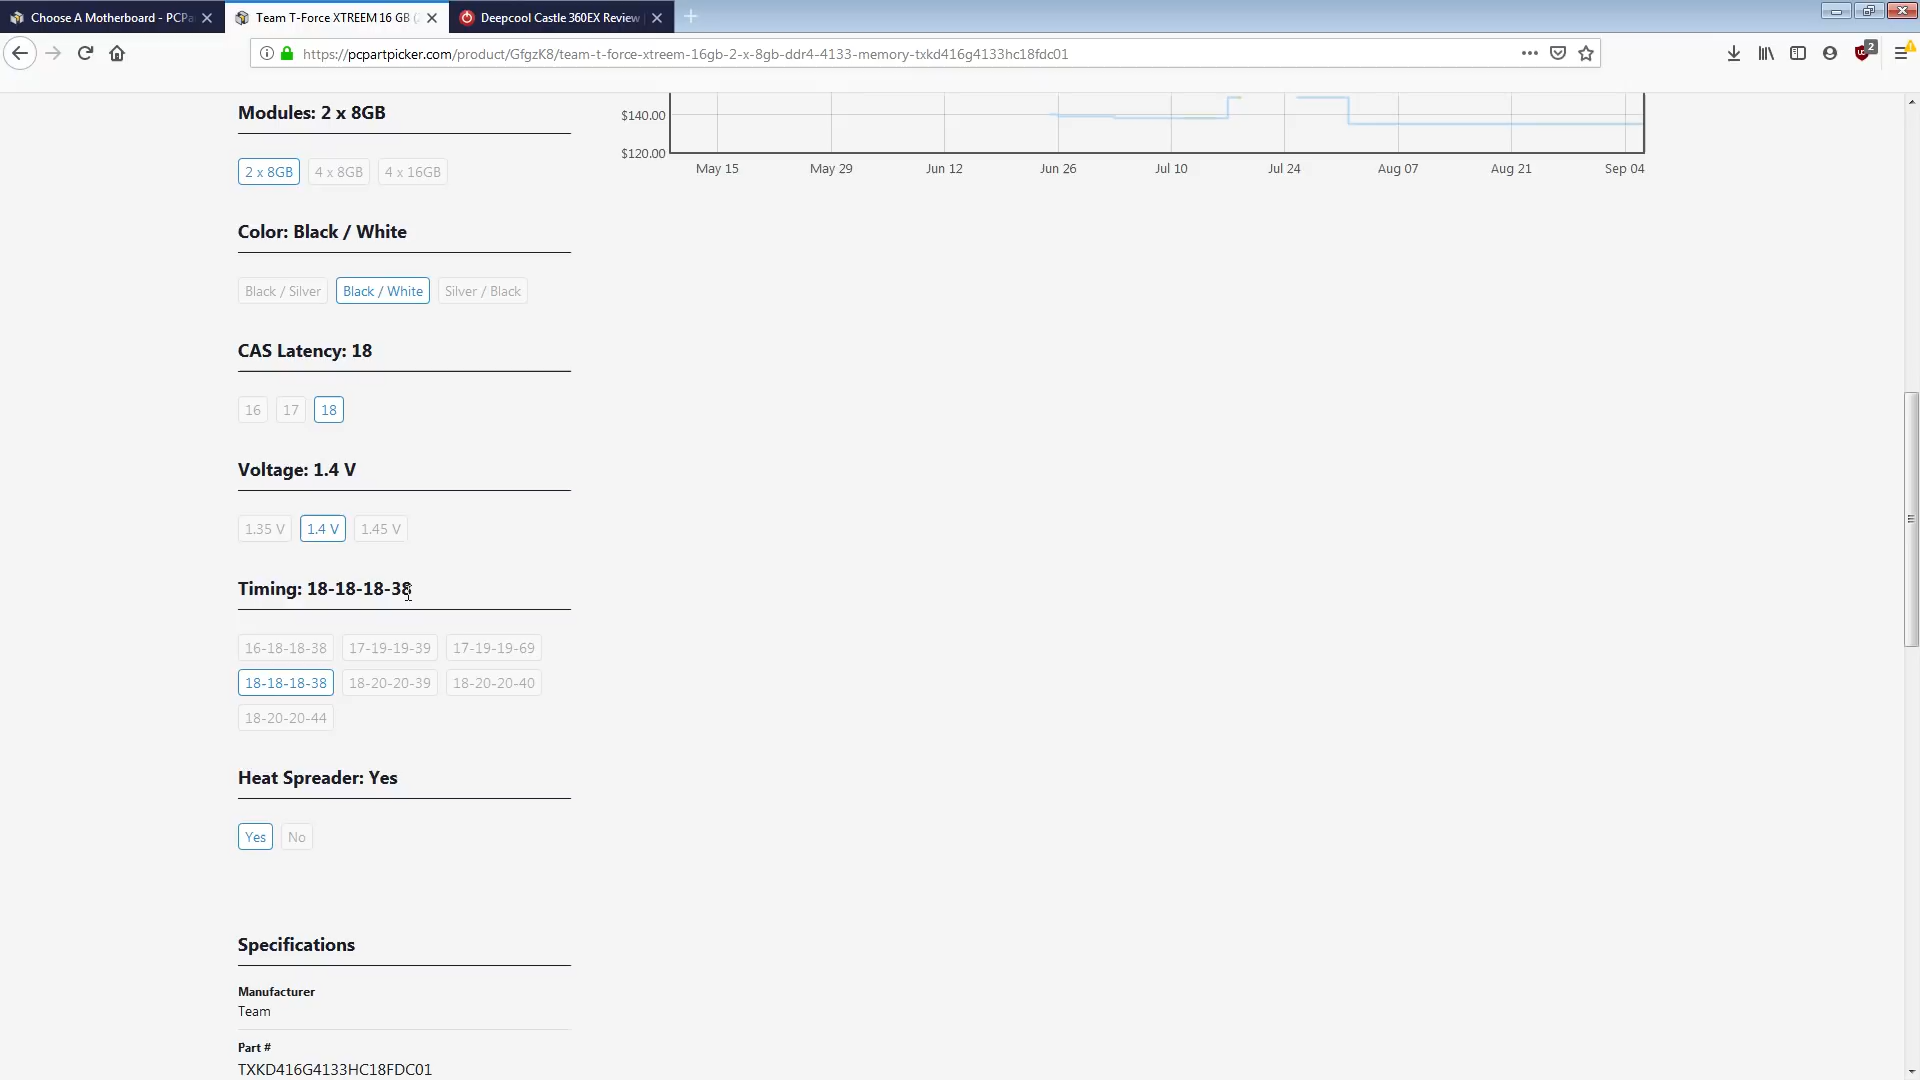 Choose A Motherboard - PCPa
Team T-Force XTREEM 16 GB (
Deepcool Castle 360EX Review
https://pcpartpicker.com/product/GfgzK8/team-t-force-xtreem-16gb-2-x-8gb-ddr4-4133-memory-txkd416g4133hc18fdc01
2
Modules: 2 x 8GB
2 x 8GB 4 x 8GB 4 x 16GB
$140.00
$120.00
May 15 May 29 Jun 12 Jun 26 Jul 10 Jul 24 Aug 07 Aug 21 Sep 04
Color: Black / White
Black / Silver Black / White Silver / Black
CAS Latency: 18
16 17 18
Voltage: 1.4 V
1.35 V 1.4 V 1.45 V
Timing: 18-18-18-38
16-18-18-38 17-19-19-39 17-19-19-69
18-18-18-38 18-20-20-39 18-20-20-40
18-20-20-44
Heat Spreader: Yes
Yes No
Specifications
Manufacturer
Team
Part #
TXKD416G4133HC18FDC01